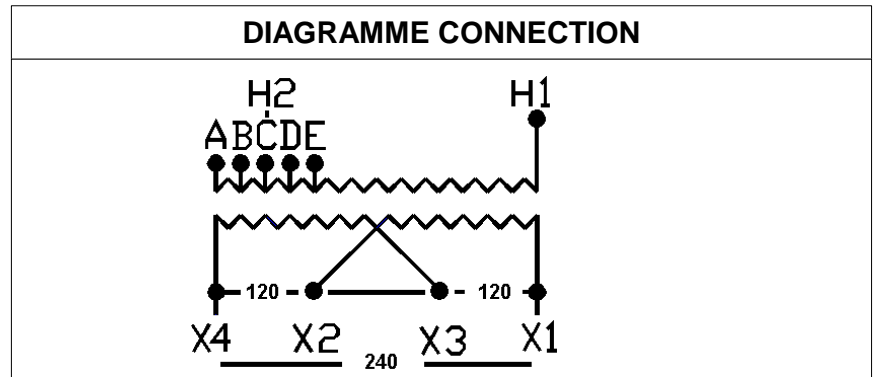 DIAGRAMME CONNECTION
H2 H1
ABCDE
120 120
X4 X2 X3 X1
240